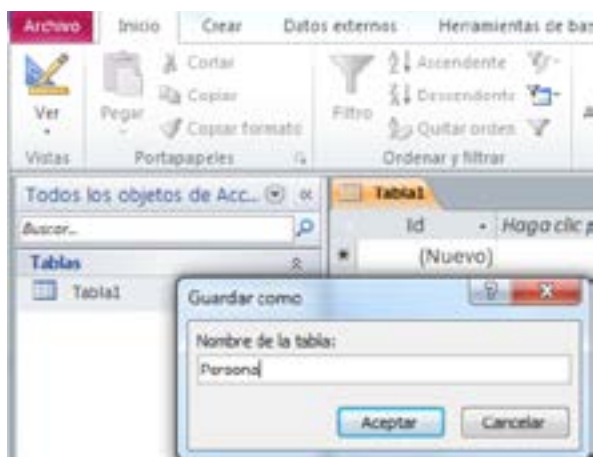 Archivo Inicio Crear Datos externos Herramientas de bas
Ver
Pegar
Cortar
Copiar
Copiar formato
Filtro
Ascendente
Descendente
Quitar orden
Vistas Portapapeles Ordenar y filtrar
Todos los objetos de Acc...
Buscar...
Tablas
Tabla1
Tabla1
Id Haga clic p
(Nuevo)
Guardar como
Nombre de la tabla:
Persona
Aceptar Cancelar